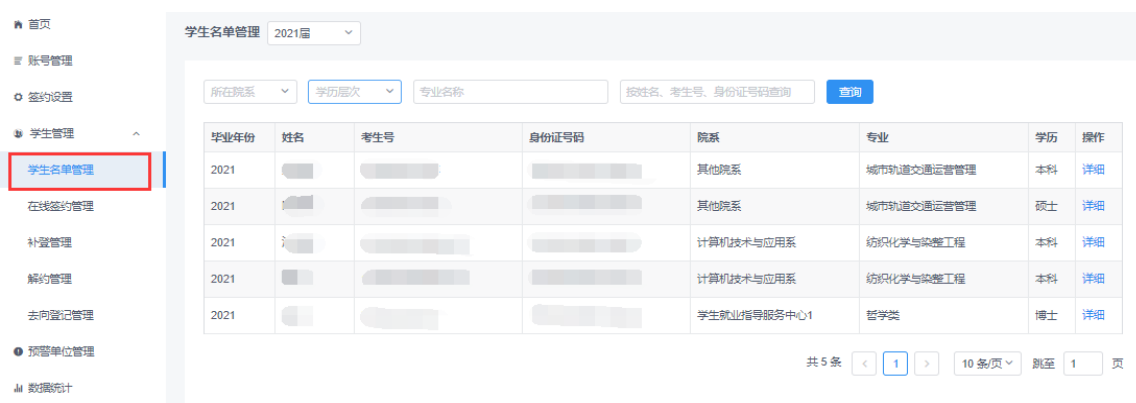 首页
账号管理
签约设置
学生管理
学生名单管理
在线签约管理
补登管理
解约管理
去向登记管理
预警单位管理
数据统计
学生名单管理 2021届
所在院系 学历层次 专业名称 按姓名、考生号、身份证号码查询 查询
毕业年份 姓名 考生号 身份证号码 院系 专业 学历 操作
2021 其他院系 城市轨道交通运营管理 本科 详细
2021 其他院系 城市轨道交通运营管理 硕士 详细
2021 计算机技术与应用系 纺织化学与染整工程 本科 详细
2021 计算机技术与应用系 纺织化学与染整工程 本科 详细
2021 学生就业指导服务中心1 哲学类 博士 详细
共 5 条 < 1 > 10 条/页 跳至 1 页